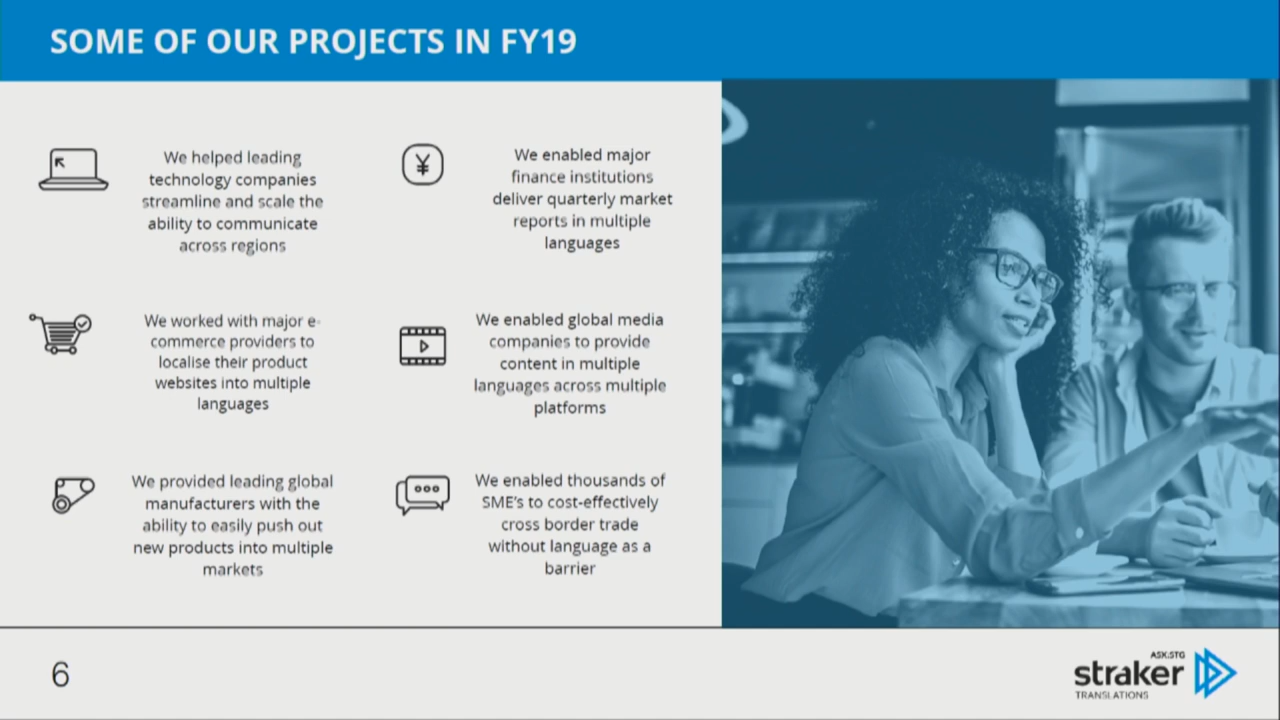 SOME OF OUR PROJECTS IN FY19
We helped leading
technology companies
streamline and scale the
ability to communicate
across regions
¥
We enabled major
finance institutions
deliver quarterly market
reports in multiple
languages
We worked with major e-
commerce providers to
localise their product
websites into multiple
languages
We enabled global media
companies to provide
content in multiple
languages across multiple
platforms
We provided leading global
manufacturers with the
ability to easily push out
new products into multiple
markets
We enabled thousands of
SME's to cost-effectively
cross border trade
without language as a
barrier
6
ASX:STG
straker
TRANSLATIONS